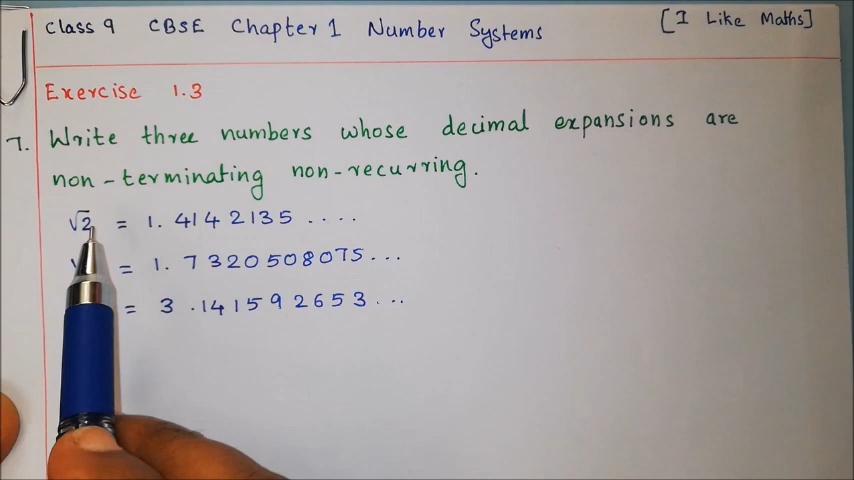 Class 9 CBSE Chapter 1 Number Systems [I Like Maths]
Exercise 1.3
7. Write three numbers whose decimal expansions are
non-terminating non-recurring.
√2 = 1.4142135....
= 1.7320508075...
= 3.141592653...